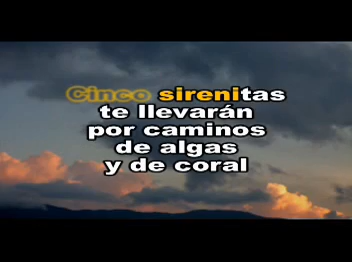 Cinco sirenitas
te llevarán
por caminos
de algas
y de coral